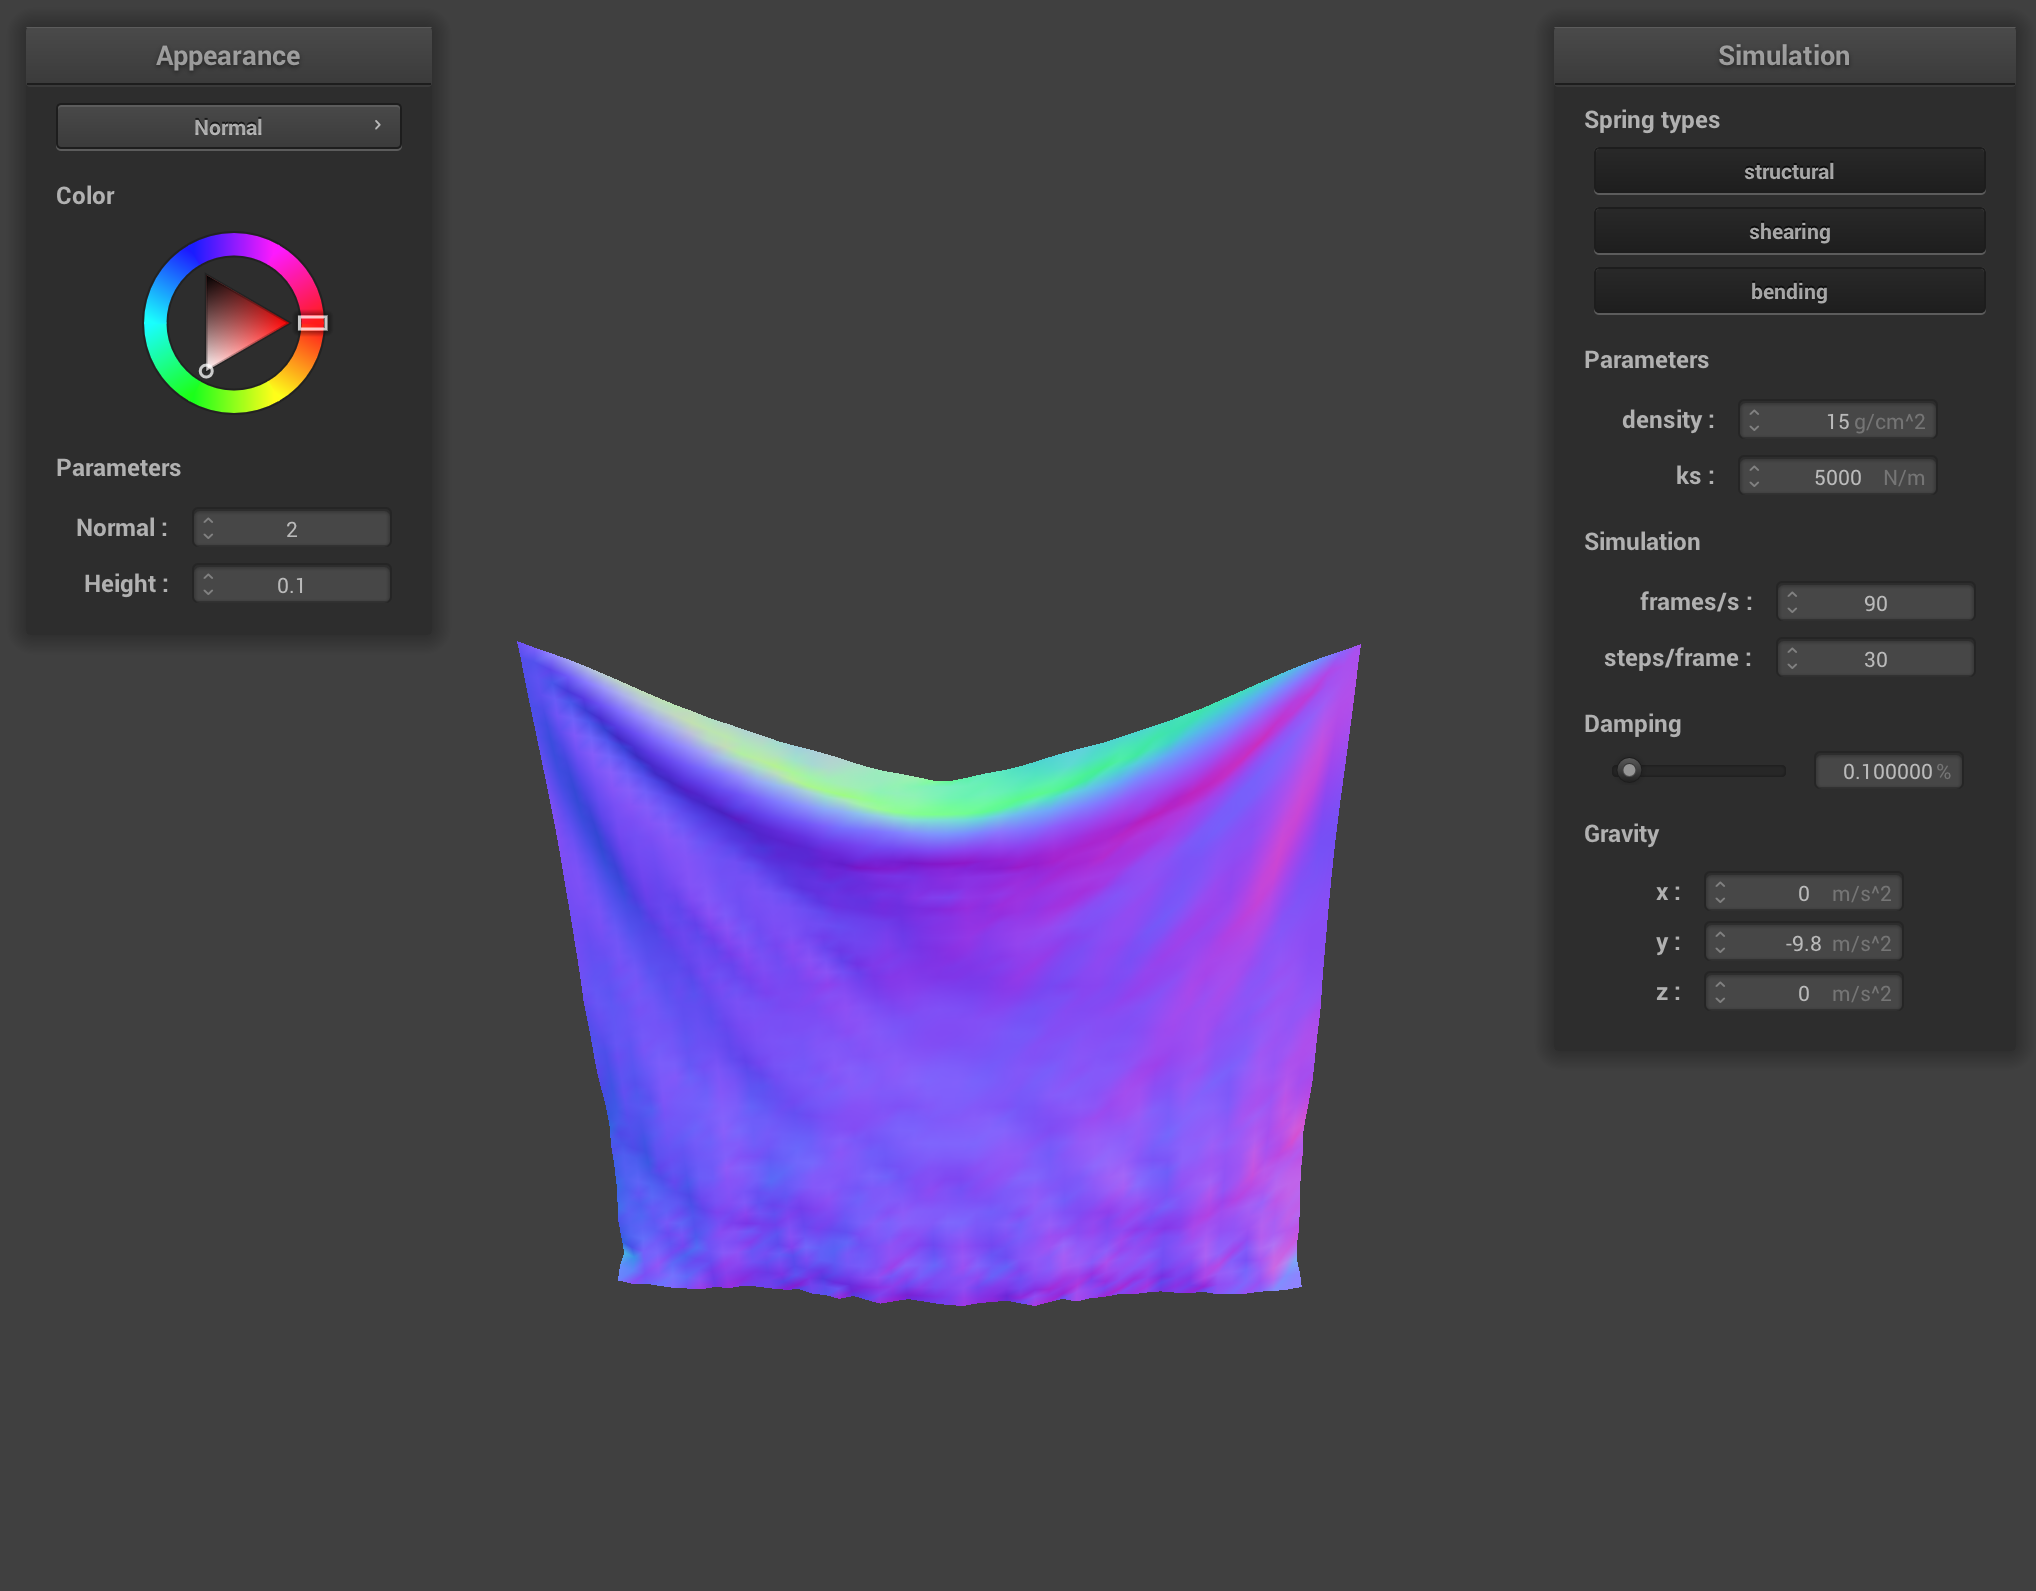 Appearance
Normal
Color
Parameters
Normal : 2
Height : 0.1
Simulation
Spring types
structural
shearing
bending
Parameters
density : 15 g/cm^2
ks : 5000 N/m
Simulation
frames/s : 90
steps/frame : 30
Damping
0.100000 %
Gravity
x : 0 m/s^2
y : -9.8 m/s^2
z : 0 m/s^2